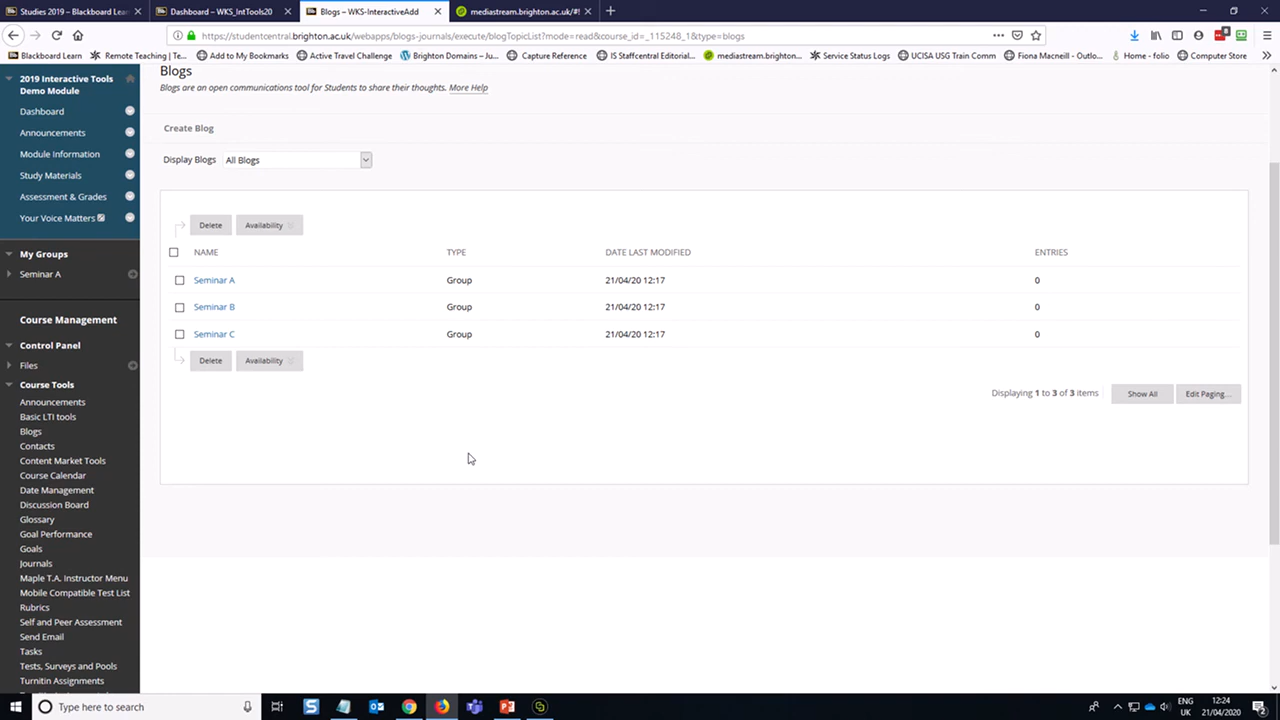 Studies 2019 – Blackboard Lear
Dashboard – WKS_IntTools20
Blogs – WKS-InteractiveAdd
mediastream.brighton.ac.uk/#!
https://studentcentral.brighton.ac.uk/webapps/blogs-journals/execute/blogTopicList?mode=read&course_id=_115248_1&type=blogs
Blackboard Learn
Remote Teaching | Te...
Add to My Bookmarks
Active Travel Challenge
Brighton Domains – Ju...
Capture Reference
IS Staffcentral Editorial...
mediastream.brighton...
Service Status Logs
UCISA USG Train Comm
Fiona Macneill - Outlo...
Home - folio
Computer Store
2019 Interactive Tools
Demo Module
Dashboard
Announcements
Module Information
Study Materials
Assessment & Grades
Your Voice Matters
My Groups
Seminar A
Course Management
Control Panel
Files
Course Tools
Announcements
Basic LTI tools
Blogs
Contacts
Content Market Tools
Course Calendar
Date Management
Discussion Board
Glossary
Goal Performance
Goals
Journals
Maple T.A. Instructor Menu
Mobile Compatible Test List
Rubrics
Self and Peer Assessment
Send Email
Tasks
Tests, Surveys and Pools
Turnitin Assignments
Blogs
Blogs are an open communications tool for Students to share their thoughts. More Help
Create Blog
Display Blogs All Blogs
Delete Availability
NAME TYPE DATE LAST MODIFIED ENTRIES
Seminar A Group 21/04/20 12:17 0
Seminar B Group 21/04/20 12:17 0
Seminar C Group 21/04/20 12:17 0
Delete Availability
Displaying 1 to 3 of 3 items Show All Edit Paging...
Type here to search
ENG
UK
12:24
21/04/2020